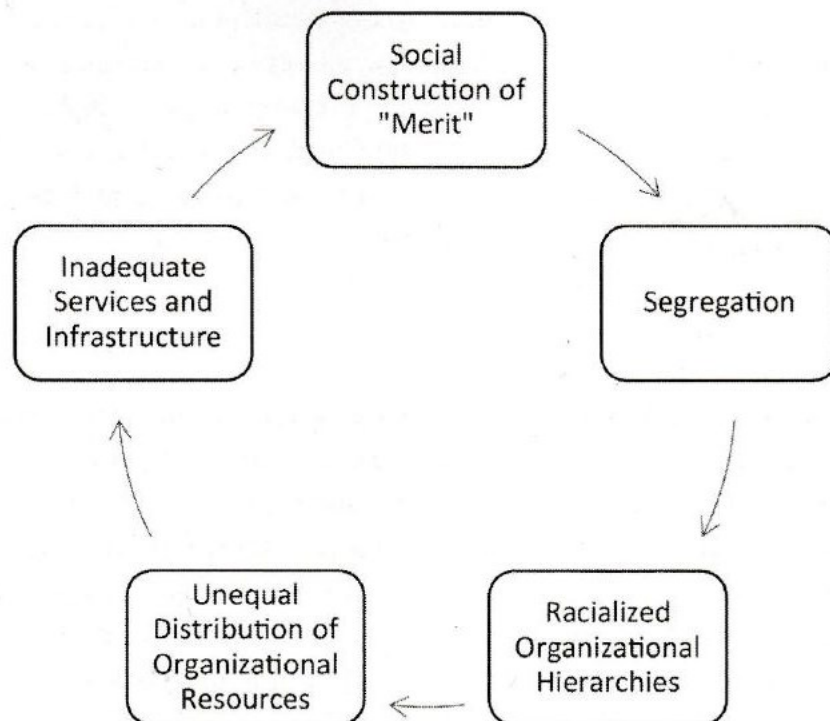 Social
Construction of
"Merit"
Segregation
Racialized
Organizational
Hierarchies
Unequal
Distribution of
Organizational
Resources
Inadequate
Services and
Infrastructure